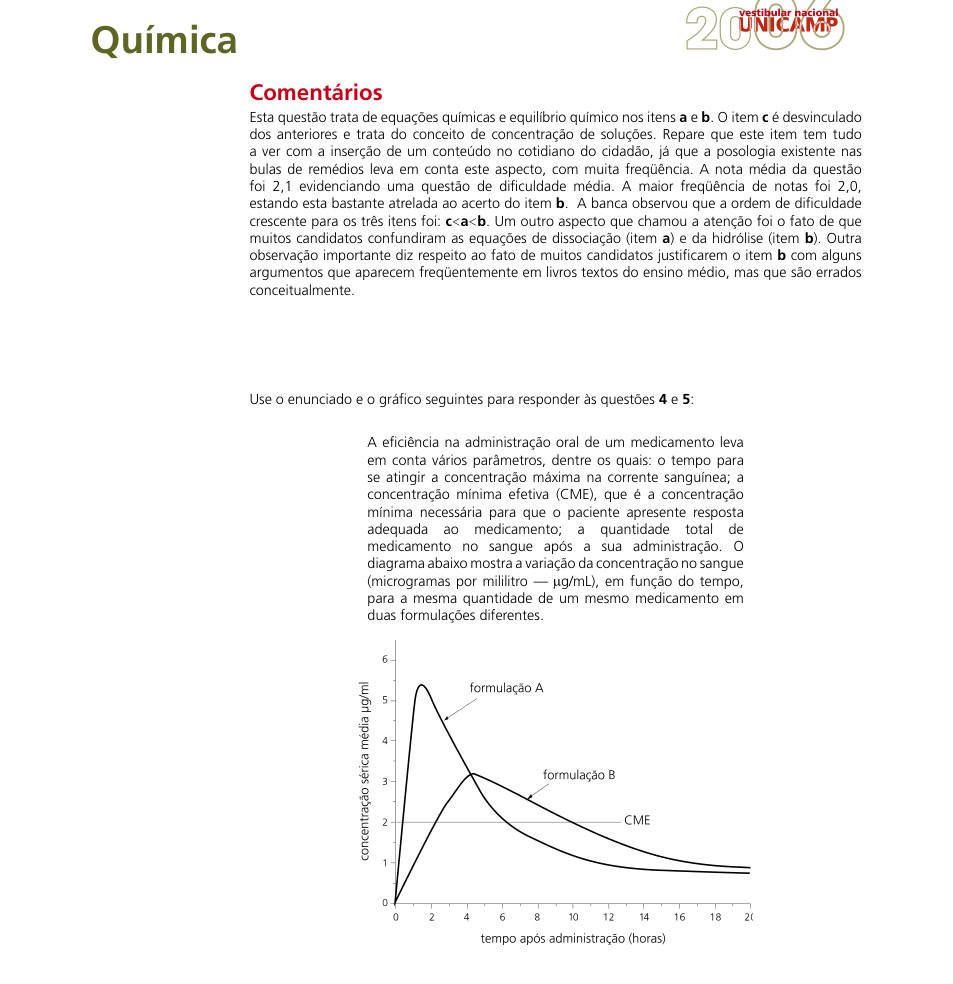 Química
2006
vestibular nacional
UNICAMP
Comentários
Esta questão trata de equações químicas e equilíbrio químico nos itens a e b. O item c é desvinculado
dos anteriores e trata do conceito de concentração de soluções. Repare que este item tem tudo
a ver com a inserção de um conteúdo no cotidiano do cidadão, já que a posologia existente nas
bulas de remédios leva em conta este aspecto, com muita freqüência. A nota média da questão
foi 2,1 evidenciando uma questão de dificuldade média. A maior freqüência de notas foi 2,0,
estando esta bastante atrelada ao acerto do item b. A banca observou que a ordem de dificuldade
crescente para os três itens foi: c<a<b. Um outro aspecto que chamou a atenção foi o fato de que
muitos candidatos confundiram as equações de dissociação (item a) e da hidrólise (item b). Outra
observação importante diz respeito ao fato de muitos candidatos justificarem o item b com alguns
argumentos que aparecem freqüentemente em livros textos do ensino médio, mas que são errados
conceitualmente.
Use o enunciado e o gráfico seguintes para responder às questões 4 e 5:
A eficiência na administração oral de um medicamento leva
em conta vários parâmetros, dentre os quais: o tempo para
se atingir a concentração máxima na corrente sanguínea; a
concentração mínima efetiva (CME), que é a concentração
mínima necessária para que o paciente apresente resposta
adequada ao medicamento; a quantidade total de
medicamento no sangue após a sua administração. O
diagrama abaixo mostra a variação da concentração no sangue
(microgramas por mililitro — µg/mL), em função do tempo,
para a mesma quantidade de um mesmo medicamento em
duas formulações diferentes.
concentração sérica média µg/ml
6
5
4
3
2
1
0
formulação A
formulação B
CME
0 2 4 6 8 10 12 14 16 18 20
tempo após administração (horas)